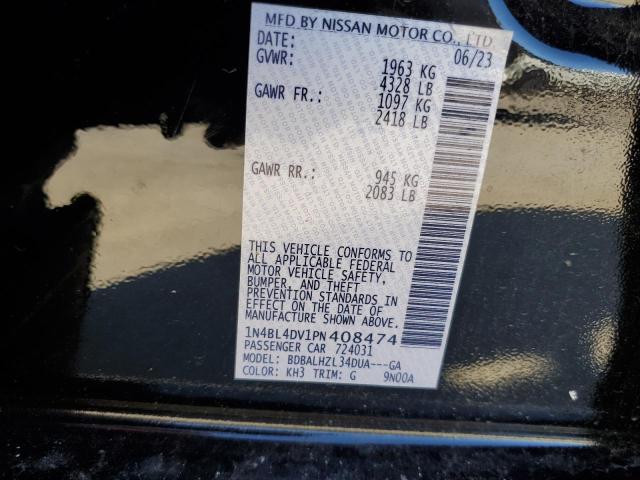 MFD BY NISSAN MOTOR CO., LTD
DATE: 06/23
GVWR: 1963 KG
4328 LB
GAWR FR.: 1097 KG
2418 LB
GAWR RR.: 945 KG
2083 LB
THIS VEHICLE CONFORMS TO
ALL APPLICABLE FEDERAL
MOTOR VEHICLE SAFETY,
BUMPER, AND THEFT
PREVENTION STANDARDS IN
EFFECT ON THE DATE OF
MANUFACTURE SHOWN ABOVE.
1N4BL4DV1PN408474
PASSENGER CAR 724031
MODEL: BDBALHZL34DUA---GA
COLOR: KH3 TRIM: G 9N00A